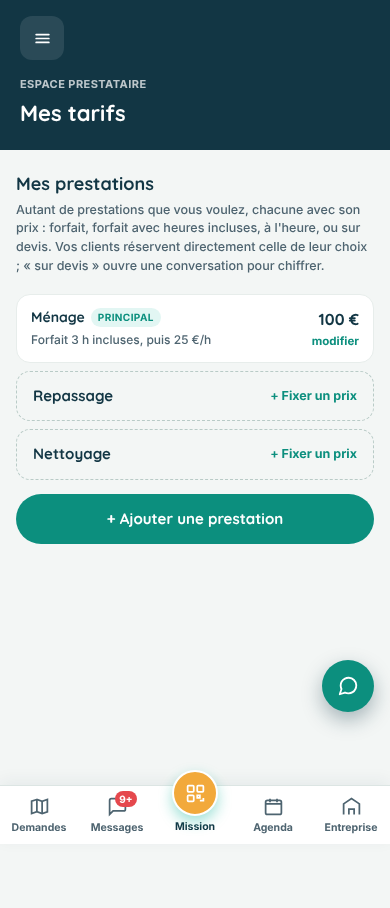 ESPACE PRESTATAIRE
Mes tarifs
Mes prestations
Autant de prestations que vous voulez, chacune avec son
prix : forfait, forfait avec heures incluses, à l'heure, ou sur
devis. Vos clients réservent directement celle de leur choix
; « sur devis » ouvre une conversation pour chiffrer.
Ménage PRINCIPAL
100 €
Forfait 3 h incluses, puis 25 €/h
modifier
Repassage
+ Fixer un prix
Nettoyage
+ Fixer un prix
+ Ajouter une prestation
9+
Demandes
Messages
Mission
Agenda
Entreprise